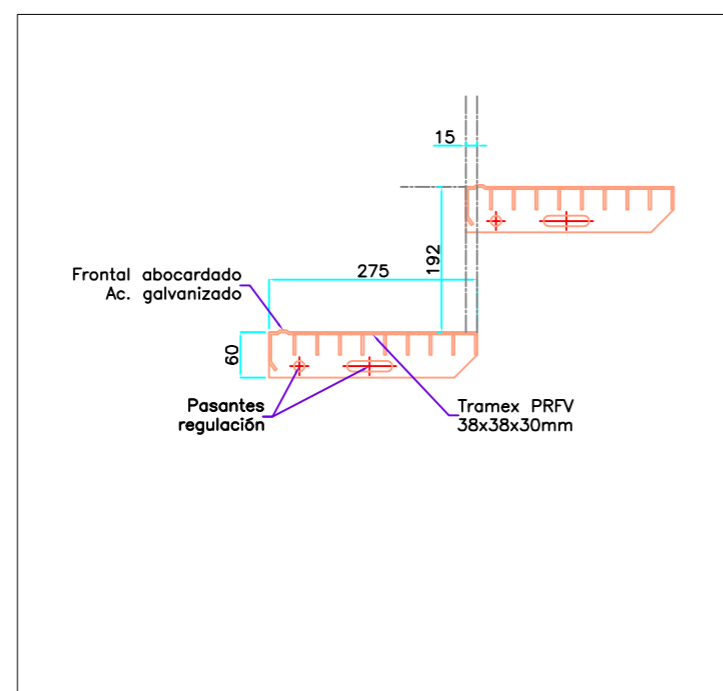 15
192
275
Frontal abocardado
Ac. galvanizado
60
Pasantes
regulación
Tramex PRFV
38x38x30mm